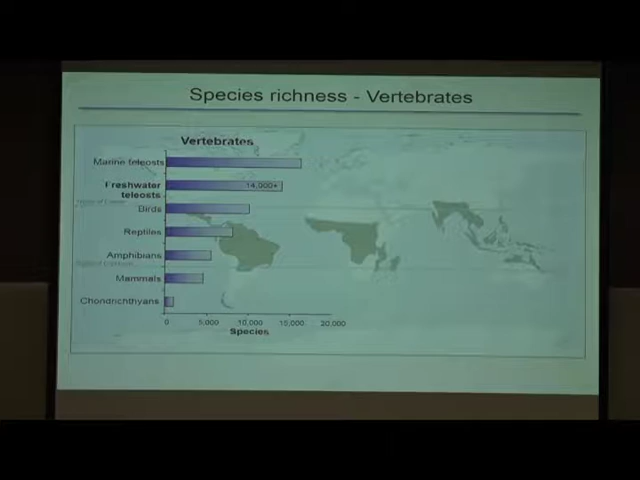 Species richness - Vertebrates
Vertebrates
Marine teleosts
Freshwater
teleosts
14,000+
Birds
Reptiles
Amphibians
Mammals
Chondrichthyans
0 5,000 10,000 15,000 20,000
Species